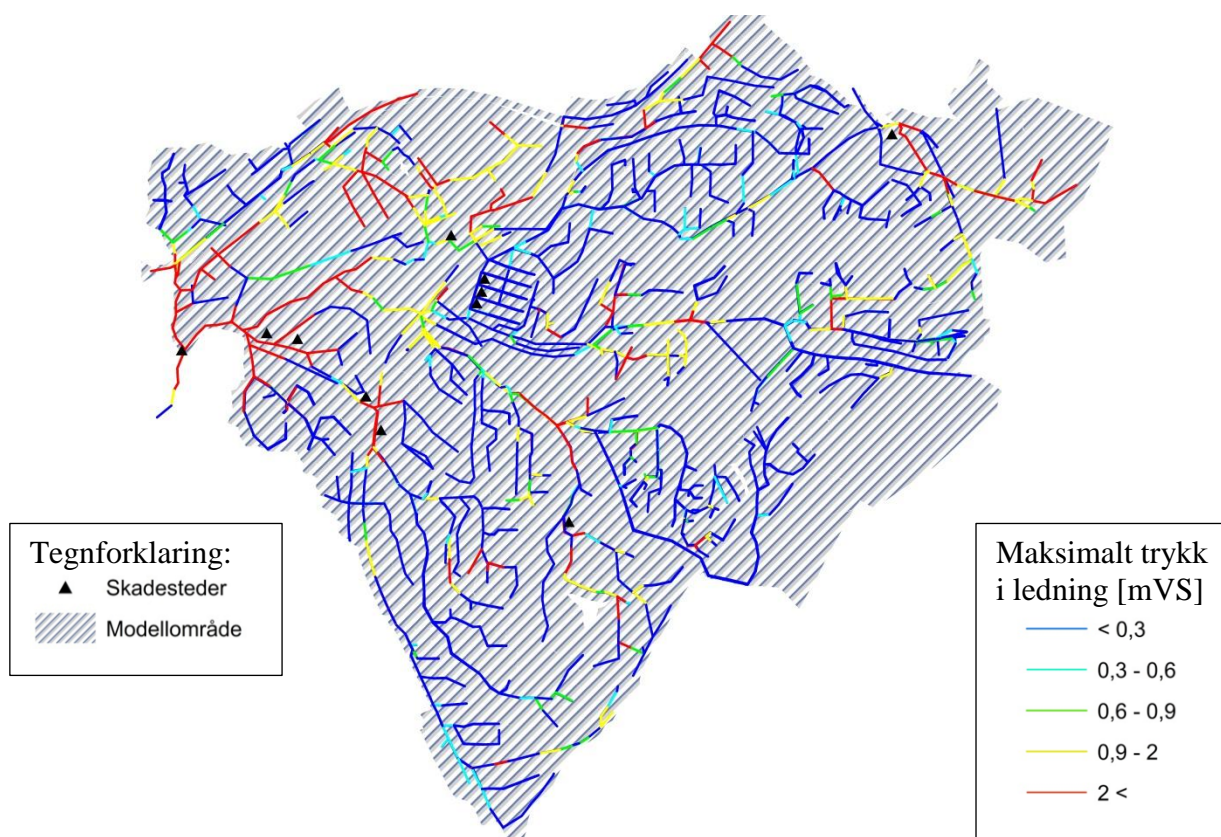 Tegnforklaring:
Skadesteder
Modellområde
Maksimalt trykk
i ledning [mVS]
< 0,3
0,3 - 0,6
0,6 - 0,9
0,9 - 2
2 <